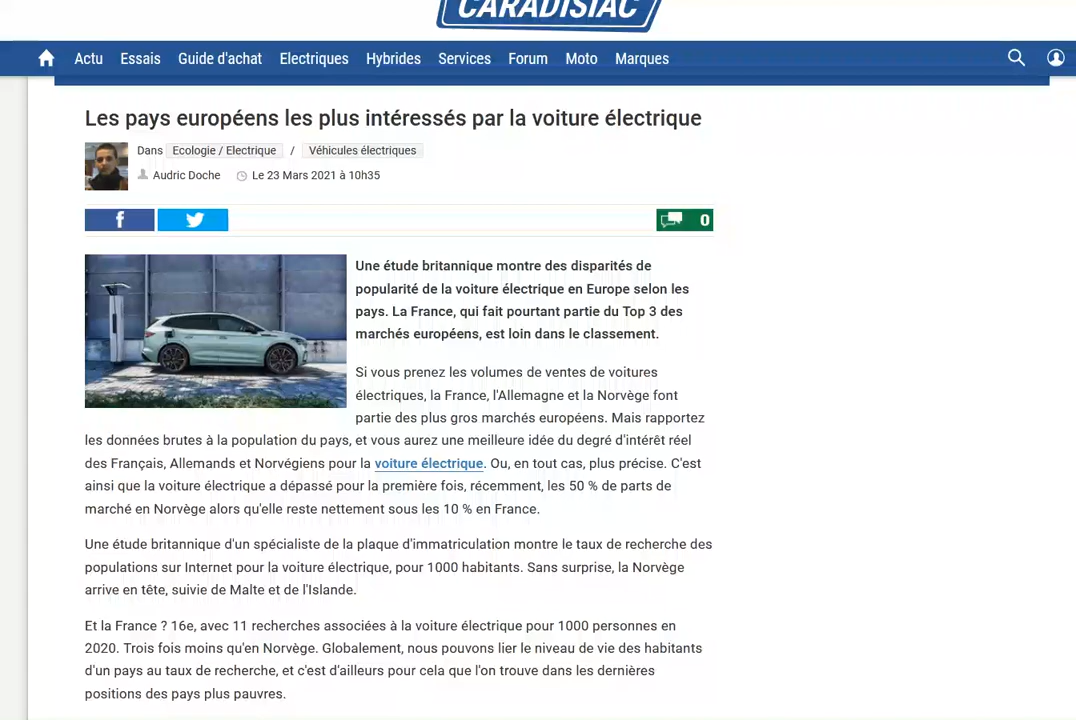 CARADISIAC
Actu Essais Guide d'achat Electriques Hybrides Services Forum Moto Marques
Les pays européens les plus intéressés par la voiture électrique
Dans Ecologie / Electrique / Véhicules électriques
Audric Doche Le 23 Mars 2021 à 10h35
0
Une étude britannique montre des disparités de
popularité de la voiture électrique en Europe selon les
pays. La France, qui fait pourtant partie du Top 3 des
marchés européens, est loin dans le classement.
Si vous prenez les volumes de ventes de voitures
électriques, la France, l'Allemagne et la Norvège font
partie des plus gros marchés européens. Mais rapportez
les données brutes à la population du pays, et vous aurez une meilleure idée du degré d'intérêt réel
des Français, Allemands et Norvégiens pour la voiture électrique. Ou, en tout cas, plus précise. C'est
ainsi que la voiture électrique a dépassé pour la première fois, récemment, les 50 % de parts de
marché en Norvège alors qu'elle reste nettement sous les 10 % en France.
Une étude britannique d'un spécialiste de la plaque d'immatriculation montre le taux de recherche des
populations sur Internet pour la voiture électrique, pour 1000 habitants. Sans surprise, la Norvège
arrive en tête, suivie de Malte et de l'Islande.
Et la France ? 16e, avec 11 recherches associées à la voiture électrique pour 1000 personnes en
2020. Trois fois moins qu'en Norvège. Globalement, nous pouvons lier le niveau de vie des habitants
d'un pays au taux de recherche, et c'est d'ailleurs pour cela que l'on trouve dans les dernières
positions des pays plus pauvres.